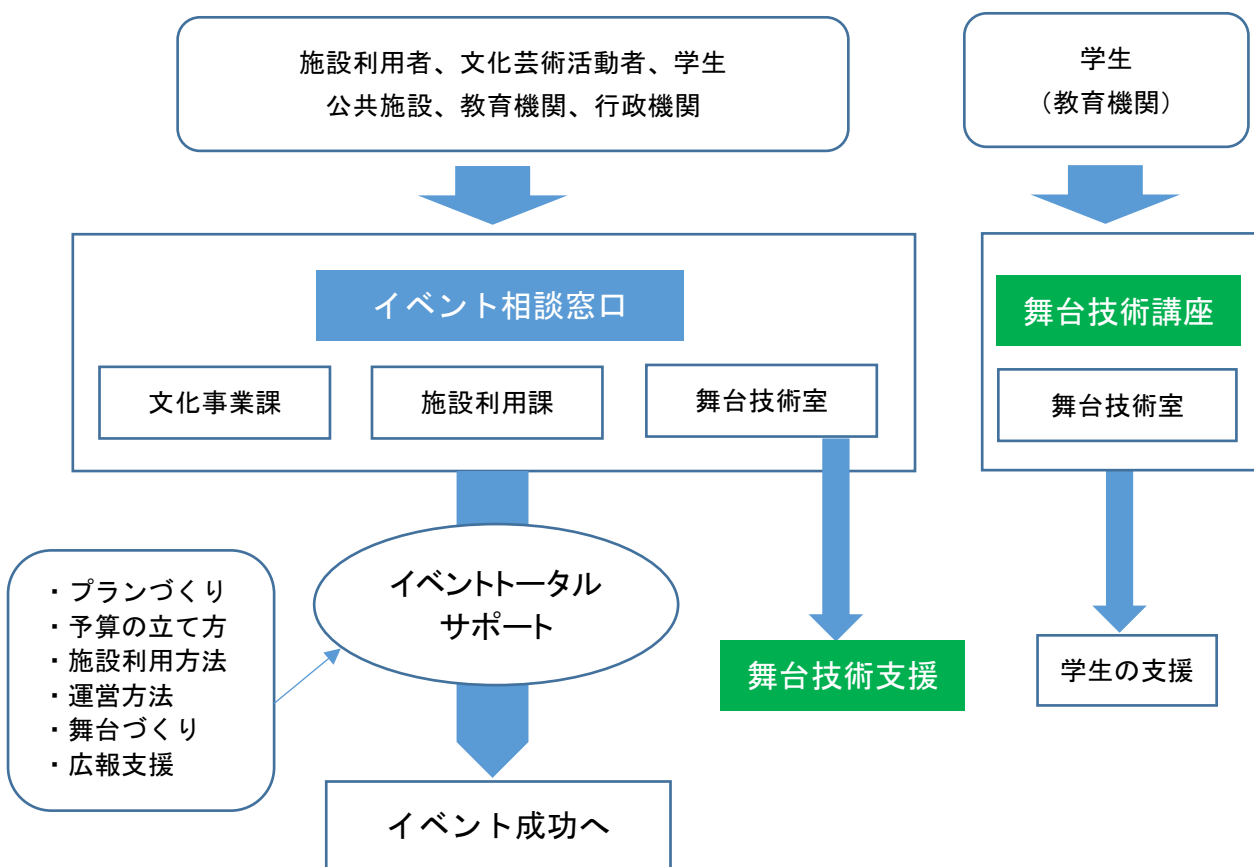 施設利用者、文化芸術活動者、学生
公共施設、教育機関、行政機関
学生
（教育機関）
イベント相談窓口
文化事業課
施設利用課
舞台技術室
舞台技術講座
舞台技術室
・プランづくり
・予算の立て方
・施設利用方法
・運営方法
・舞台づくり
・広報支援
イベントトータル
サポート
舞台技術支援
学生の支援
イベント成功へ